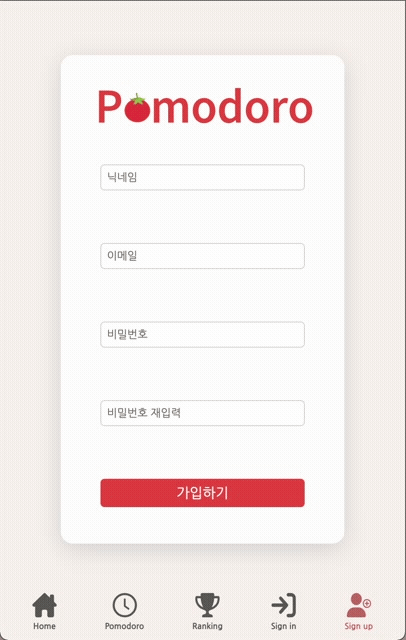 Pomodoro
닉네임
이메일
비밀번호
비밀번호 재입력
가입하기
Home
Pomodoro
Ranking
Sign in
Sign up